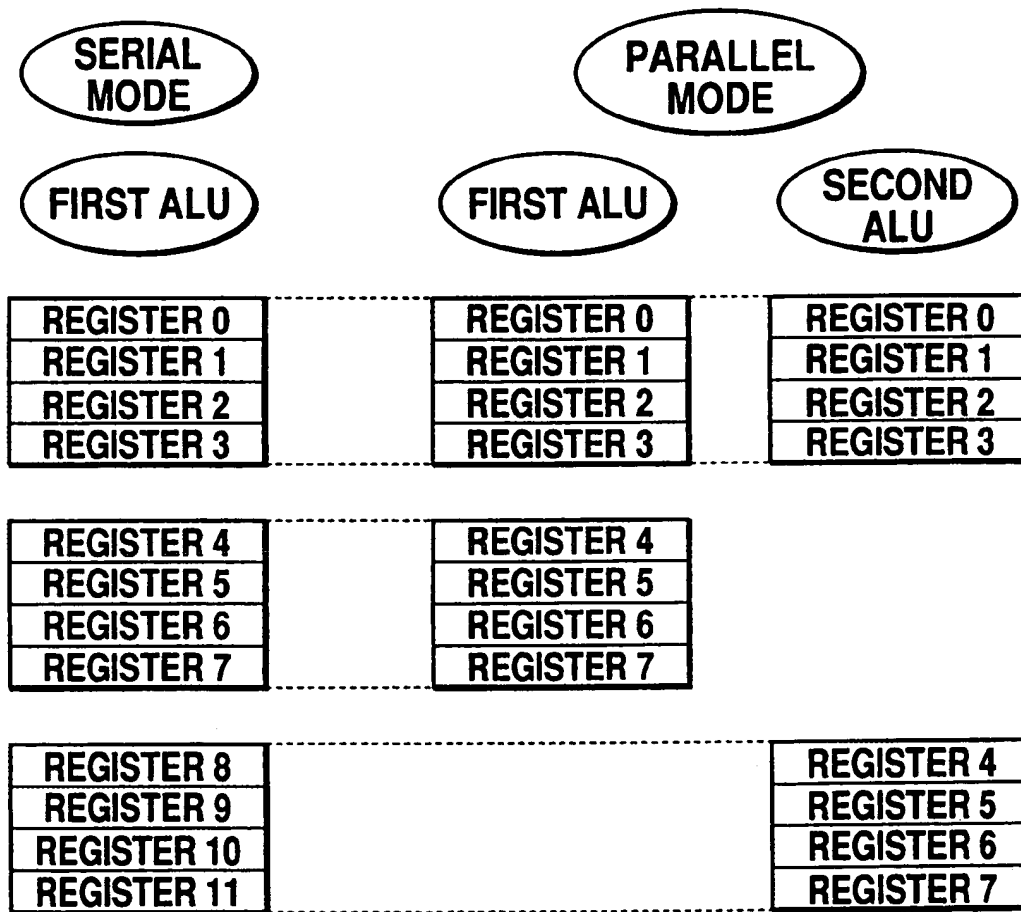 SERIAL
MODE
PARALLEL
MODE
FIRST ALU
FIRST ALU
SECOND
ALU
REGISTER 0
REGISTER 1
REGISTER 2
REGISTER 3
REGISTER 0
REGISTER 1
REGISTER 2
REGISTER 3
REGISTER 0
REGISTER 1
REGISTER 2
REGISTER 3
REGISTER 4
REGISTER 5
REGISTER 6
REGISTER 7
REGISTER 4
REGISTER 5
REGISTER 6
REGISTER 7
REGISTER 8
REGISTER 9
REGISTER 10
REGISTER 11
REGISTER 4
REGISTER 5
REGISTER 6
REGISTER 7